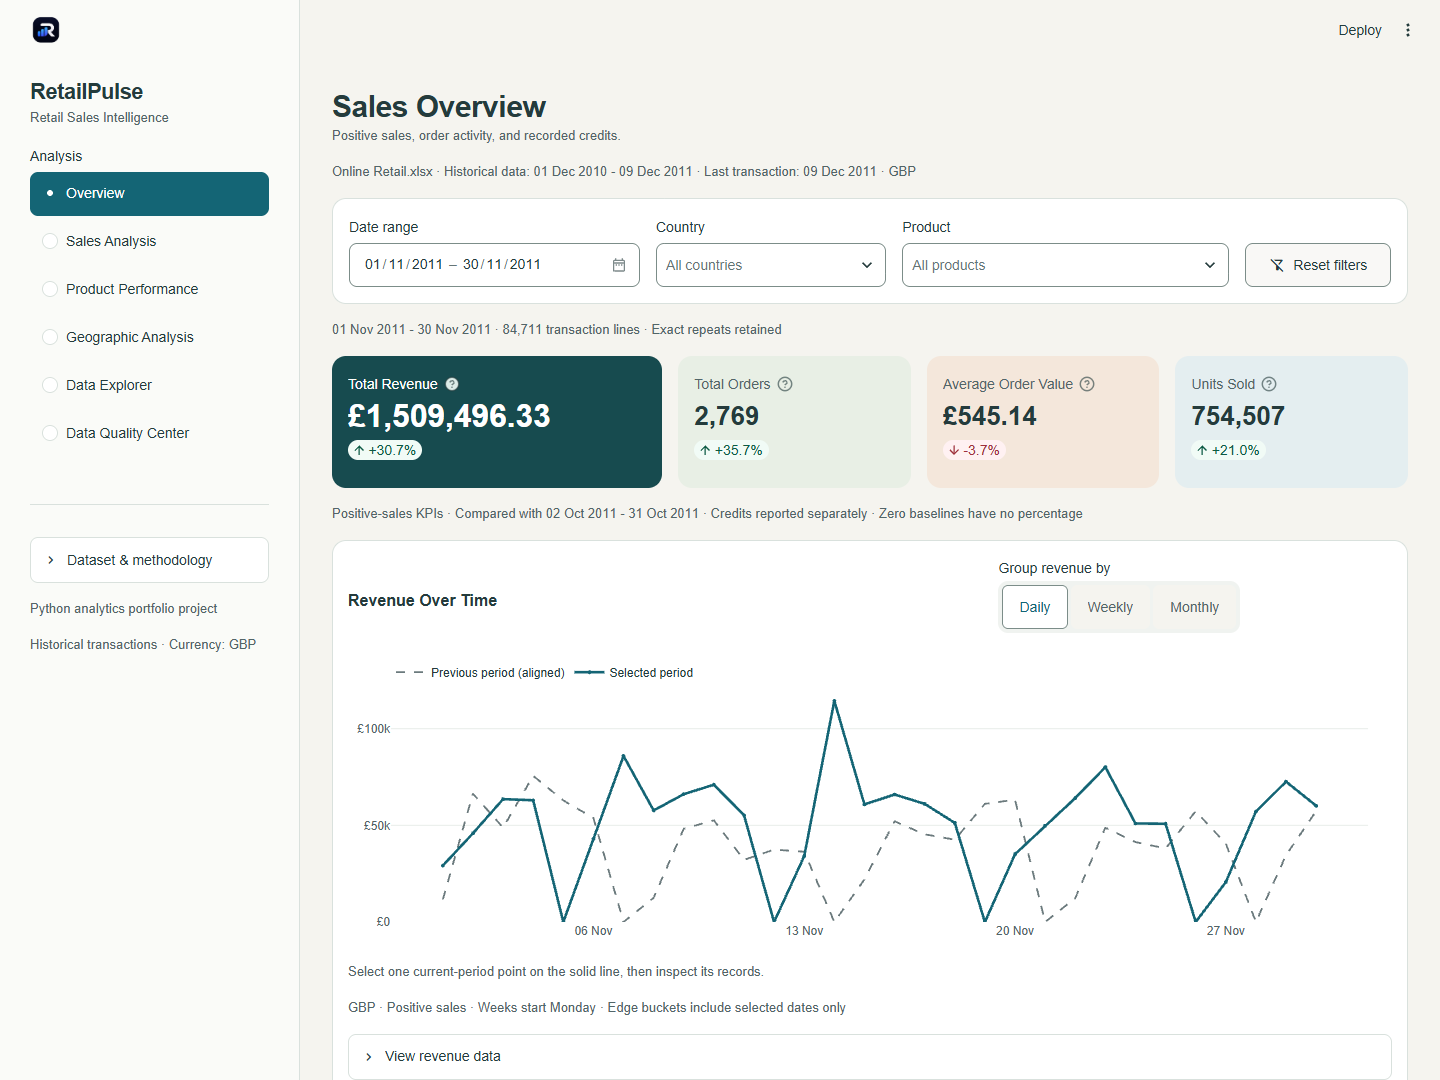 R
Deploy
RetailPulse
Retail Sales Intelligence
Analysis
Overview
Sales Analysis
Product Performance
Geographic Analysis
Data Explorer
Data Quality Center
Dataset & methodology
Python analytics portfolio project
Historical transactions · Currency: GBP
Sales Overview
Positive sales, order activity, and recorded credits.
Online Retail.xlsx · Historical data: 01 Dec 2010 - 09 Dec 2011 · Last transaction: 09 Dec 2011 · GBP
Date range Country Product
01/11/2011 – 30/11/2011 All countries All products Reset filters
01 Nov 2011 - 30 Nov 2011 · 84,711 transaction lines · Exact repeats retained
Total Revenue ? Total Orders ? Average Order Value ? Units Sold ?
£1,509,496.33 2,769 £545.14 754,507
↑ +30.7% ↑ +35.7% ↓ -3.7% ↑ +21.0%
Positive-sales KPIs · Compared with 02 Oct 2011 - 31 Oct 2011 · Credits reported separately · Zero baselines have no percentage
Group revenue by
Revenue Over Time
Daily Weekly Monthly
Previous period (aligned) Selected period
£100k
£50k
£0
06 Nov 13 Nov 20 Nov 27 Nov
Select one current-period point on the solid line, then inspect its records.
GBP · Positive sales · Weeks start Monday · Edge buckets include selected dates only
View revenue data